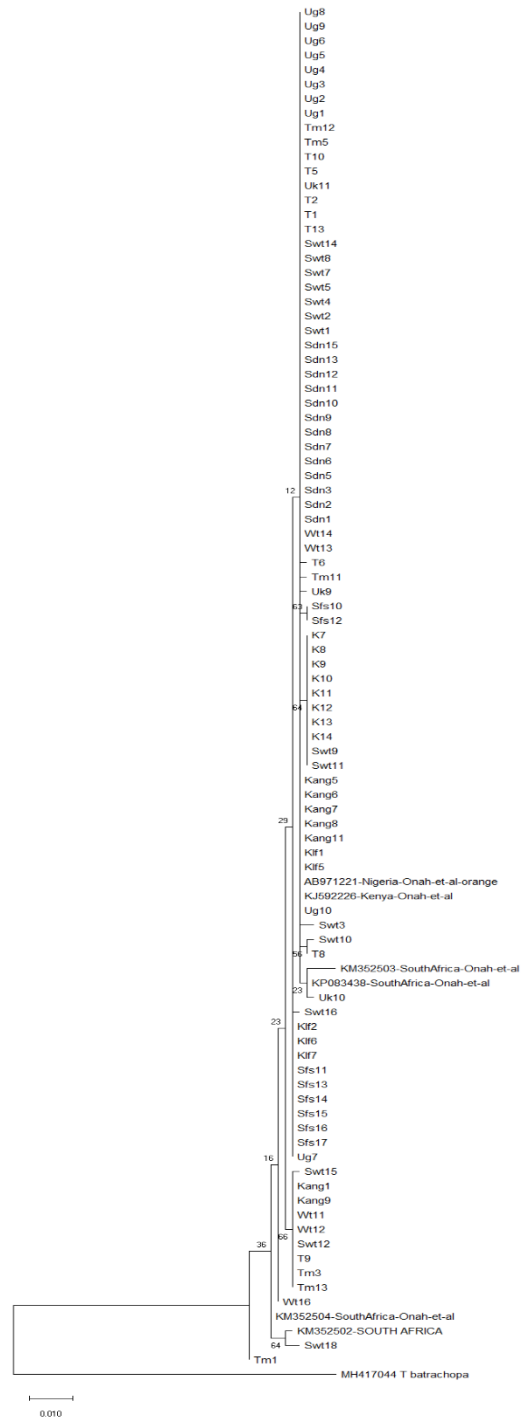 Ug8
Ug9
Ug6
Ug5
Ug4
Ug3
Ug2
Ug1
Tm12
Tm5
T10
T5
Uk11
T2
T1
T13
Swt14
Swt8
Swt7
Swt5
Swt4
Swt2
Swt1
Sdn15
Sdn13
Sdn12
Sdn11
Sdn10
Sdn9
Sdn8
Sdn7
Sdn6
Sdn5
12 Sdn3
Sdn2
Sdn1
Wt14
Wt13
T6
Tm11
Uk9
63 Sfs10
Sfs12
K7
K8
K9
K10
K11
64 K12
K13
K14
Swt9
Swt11
Kang5
Kang6
Kang7
29 Kang8
Kang11
Klf1
Klf5
AB971221-Nigeria-Onah-et-al-orange
KJ592226-Kenya-Onah-et-al
Ug10
Swt3
Swt10
56 T8
KM352503-SouthAfrica-Onah-et-al
KP083438-SouthAfrica-Onah-et-al
23 Uk10
Swt16
23 Klf2
Klf6
Klf7
Sfs11
Sfs13
Sfs14
Sfs15
Sfs16
Sfs17
16 Ug7
Swt15
Kang1
Kang9
Wt11
Wt12
66 Swt12
36 T9
Tm3
Tm13
Wt16
KM352504-SouthAfrica-Onah-et-al
KM352502-SOUTH AFRICA
64 Swt18
Tm1
MH417044 T batrachopa
0.010